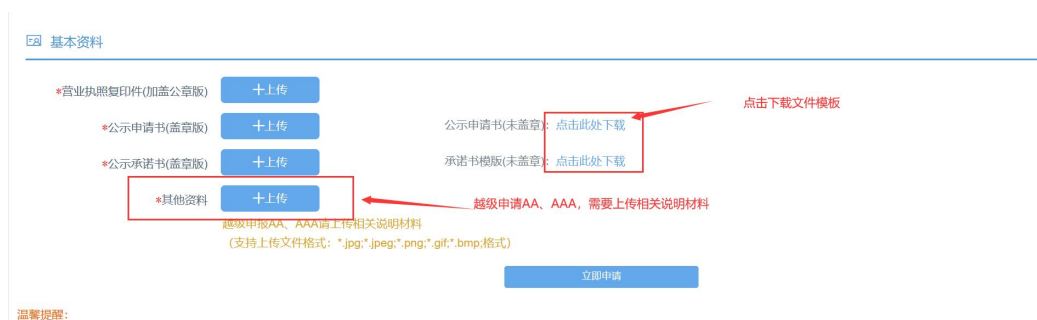 基本资料
*营业执照复印件(加盖公章版) 十上传
点击下载文件模板
*公示申请书(盖章版) 十上传 公示申请书(未盖章): 点击此处下载
*公示承诺书(盖章版) 十上传 承诺书模版(未盖章): 点击此处下载
*其他资料 十上传 越级申请AA、AAA，需要上传相关说明材料
越级申报AA、AAA请上传相关说明材料
(支持上传文件格式：*.jpg;*.jpeg;*.png;*.gif;*.bmp;格式)
立即申请
温馨提醒：